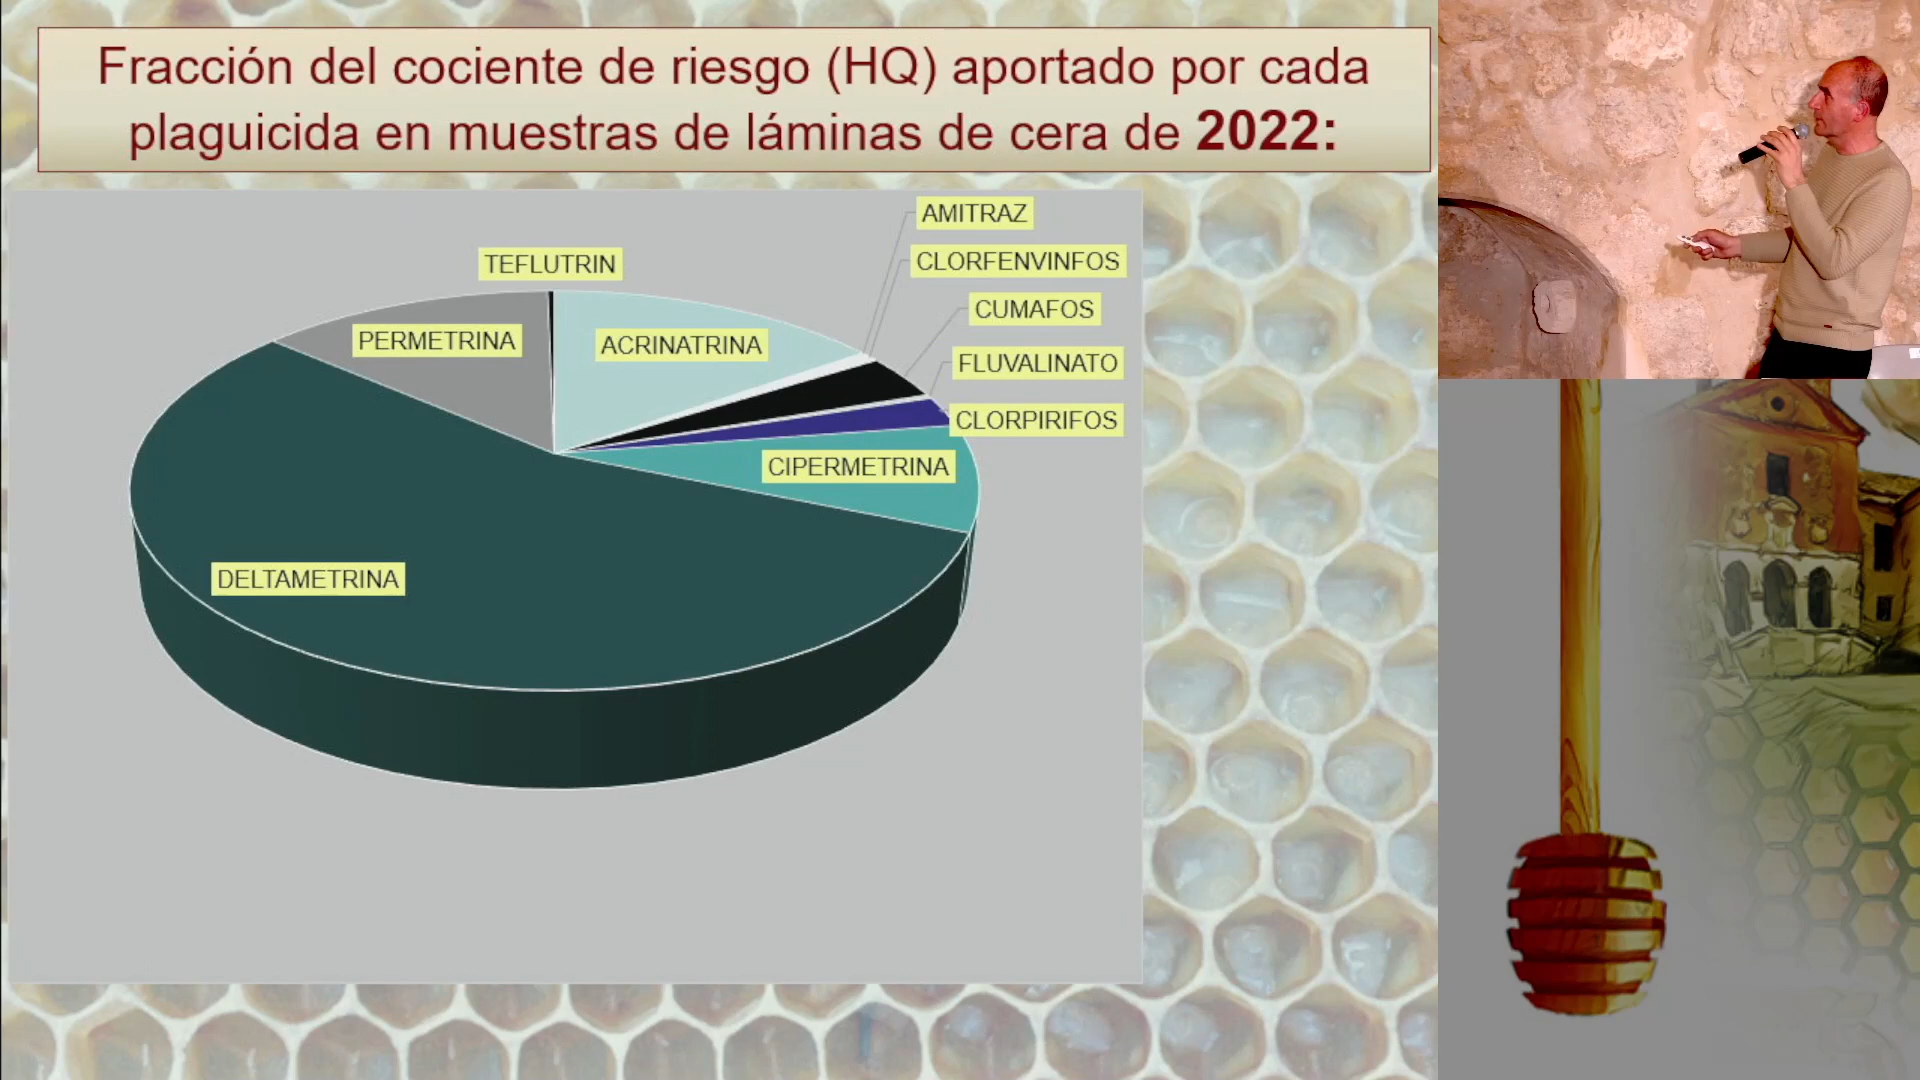 Fracción del cociente de riesgo (HQ) aportado por cada
plaguicida en muestras de láminas de cera de 2022:
AMITRAZ
CLORFENVINFOS
TEFLUTRIN
CUMAFOS
PERMETRINA
ACRINATRINA
FLUVALINATO
CLORPIRIFOS
CIPERMETRINA
DELTAMETRINA